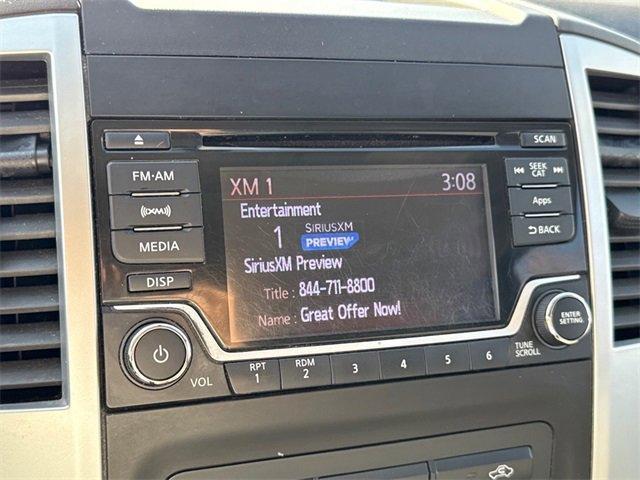 SCAN
FM·AM
SEEK
CAT
XM 1 3:08
Entertainment
1 SIRIUSXM
PREVIEW
SiriusXM Preview
Title : 844-711-8800
Name : Great Offer Now!
XM
Apps
MEDIA
BACK
DISP
ENTER
SETTING
VOL
RPT
1
RDM
2
3
4
5
6
TUNE
SCROLL